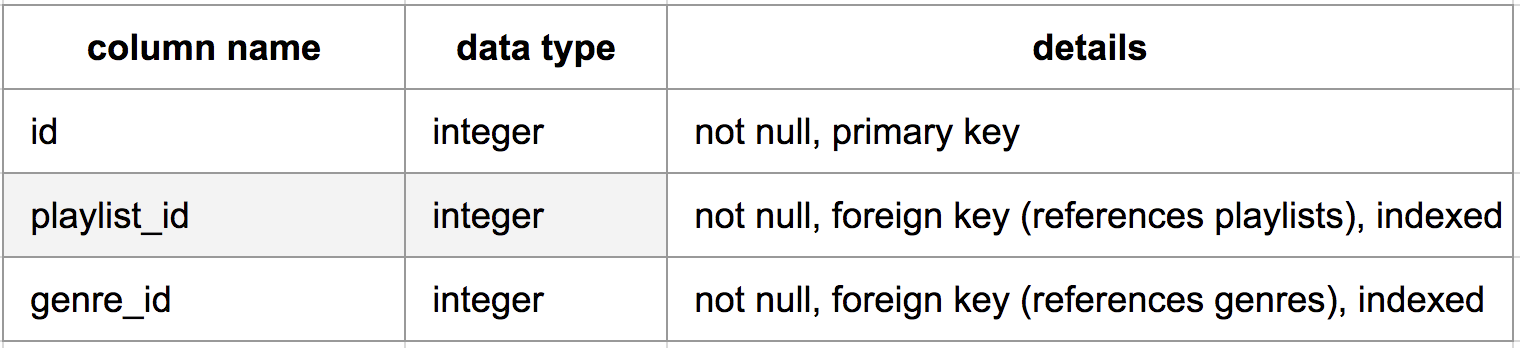 column name data type details
id integer not null, primary key
playlist_id integer not null, foreign key (references playlists), indexed
genre_id integer not null, foreign key (references genres), indexed